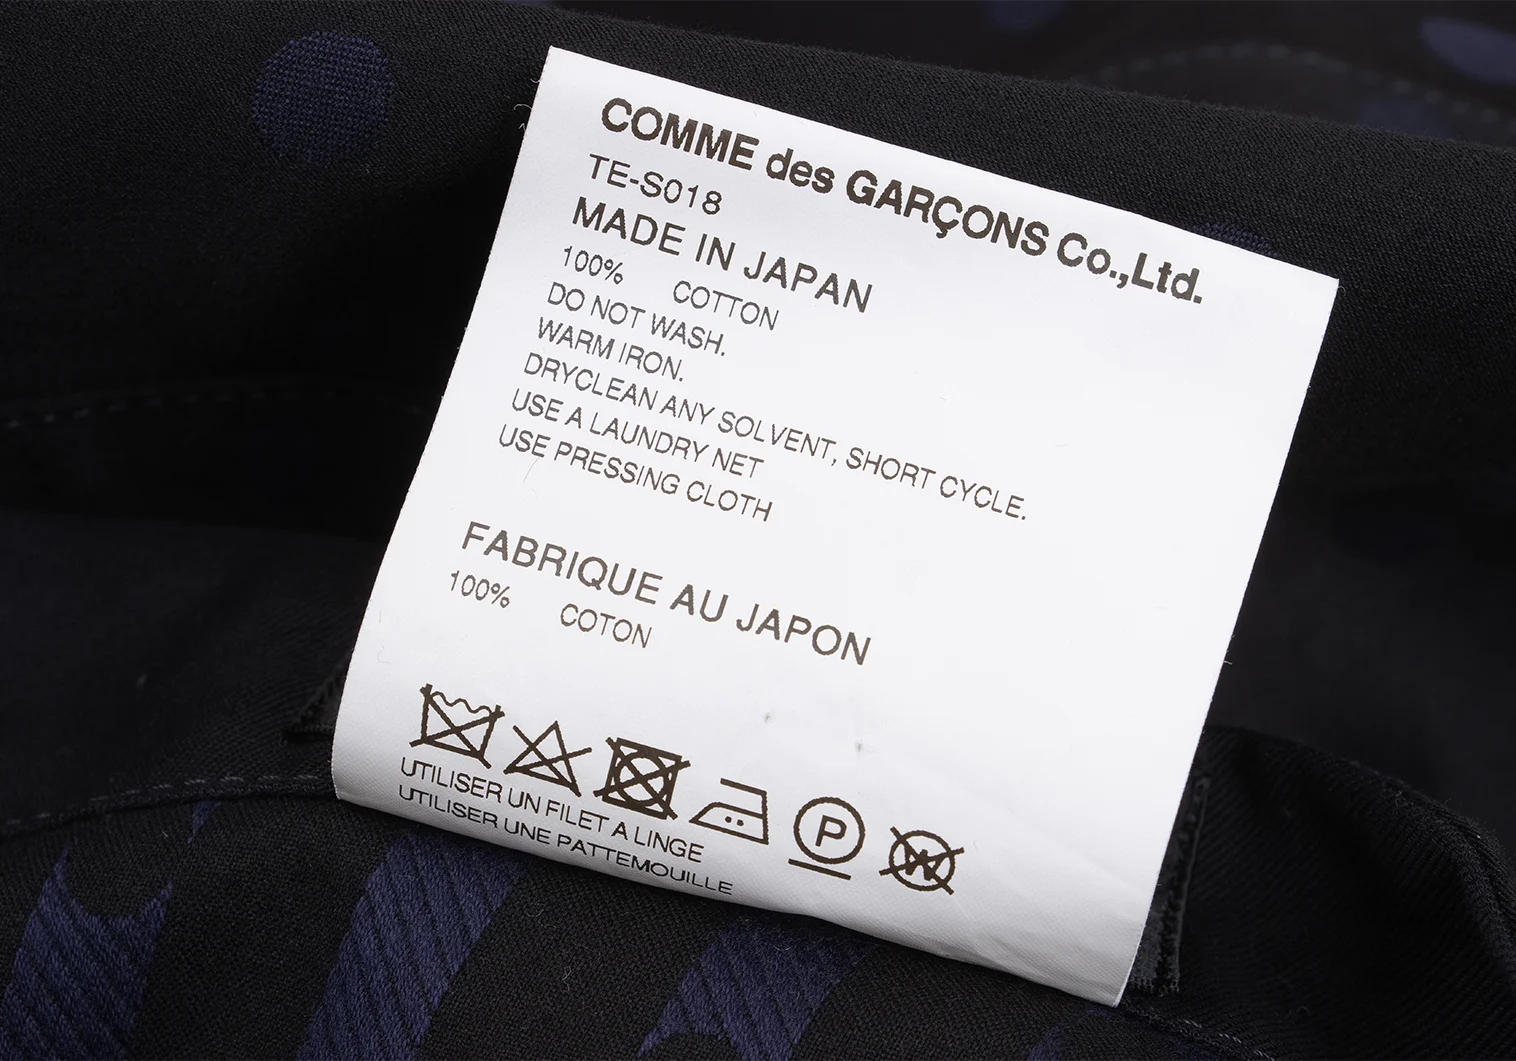 COMME des GARÇONS Co.,Ltd.
TE-S018
MADE IN JAPAN
100% COTTON
DO NOT WASH.
WARM IRON.
DRYCLEAN ANY SOLVENT, SHORT CYCLE.
USE A LAUNDRY NET
USE PRESSING CLOTH
FABRIQUE AU JAPON
100% COTON
P W
UTILISER UN FILET A LINGE
UTILISER UNE PATTEMOUILLE